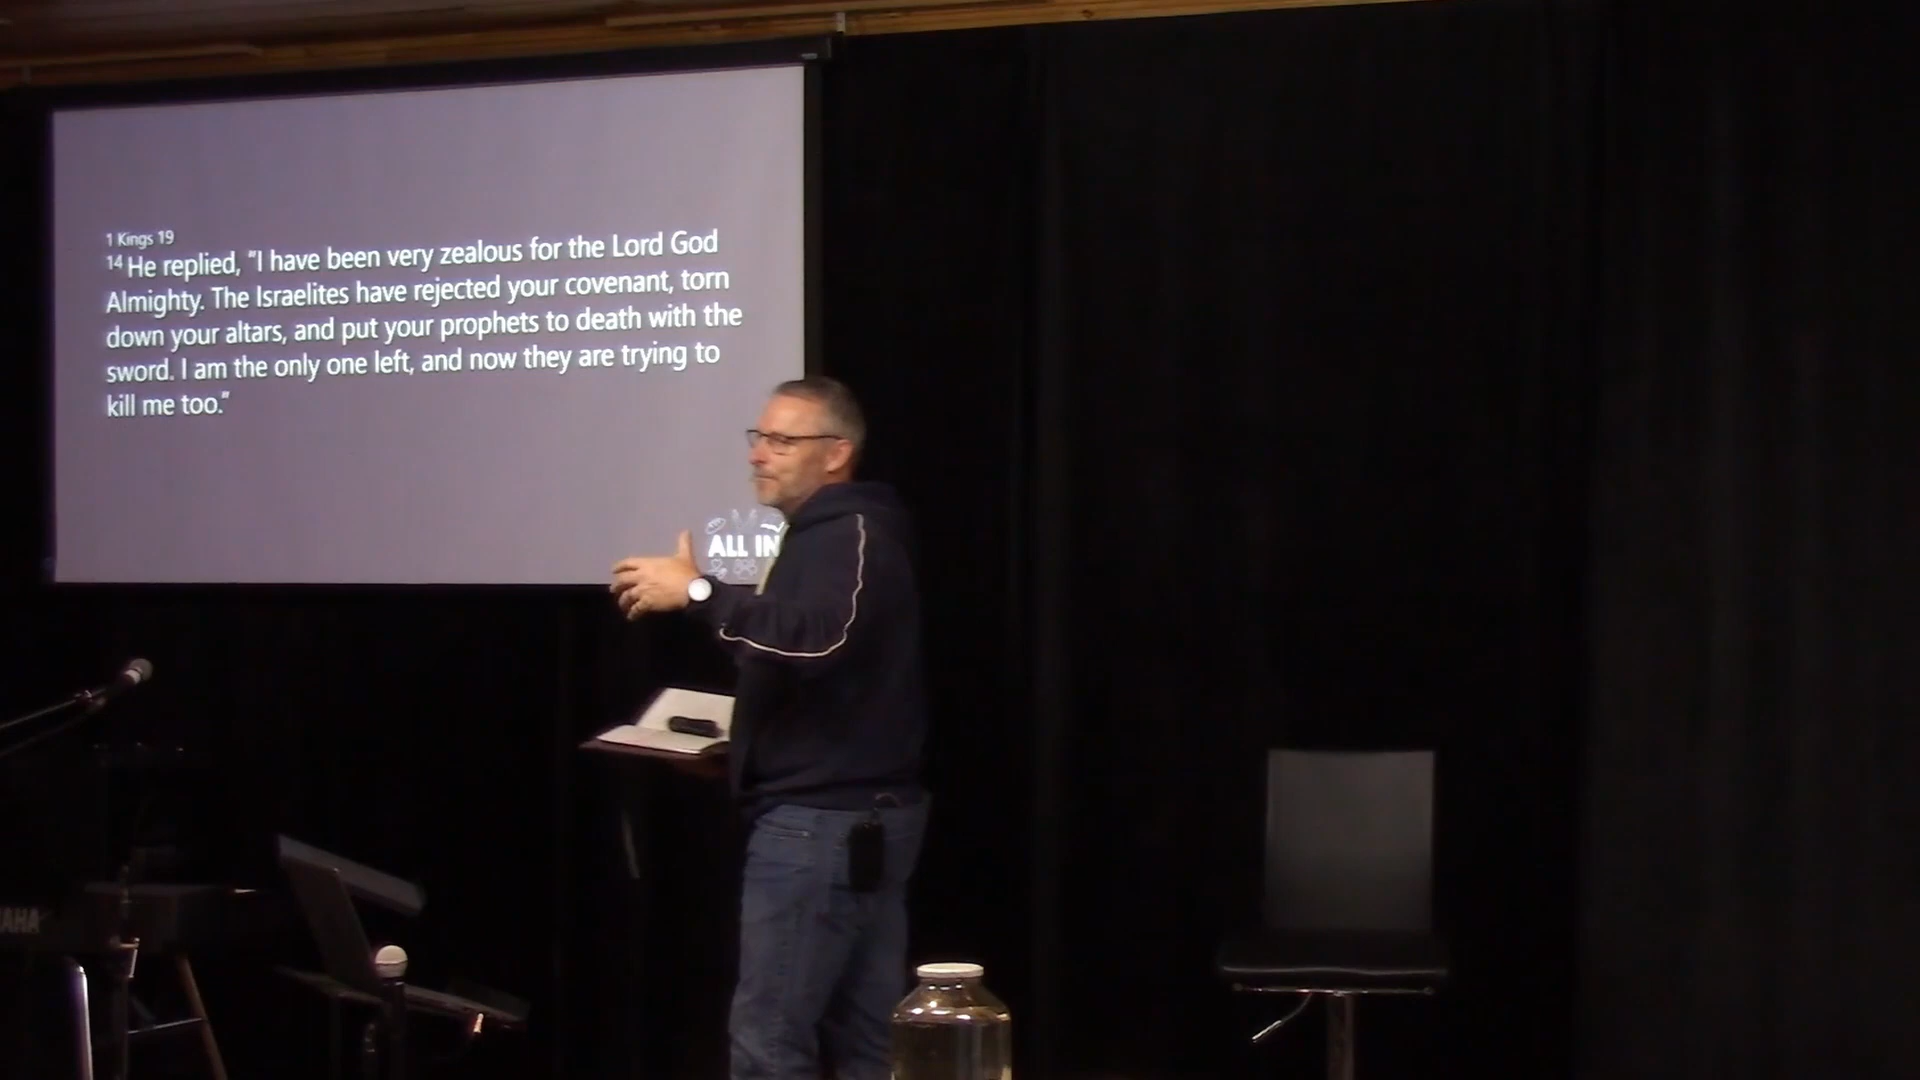 1 Kings 19
14 He replied, “I have been very zealous for the Lord God
Almighty. The Israelites have rejected your covenant, torn
down your altars, and put your prophets to death with the
sword. I am the only one left, and now they are trying to
kill me too.”
ALL IN
AHA